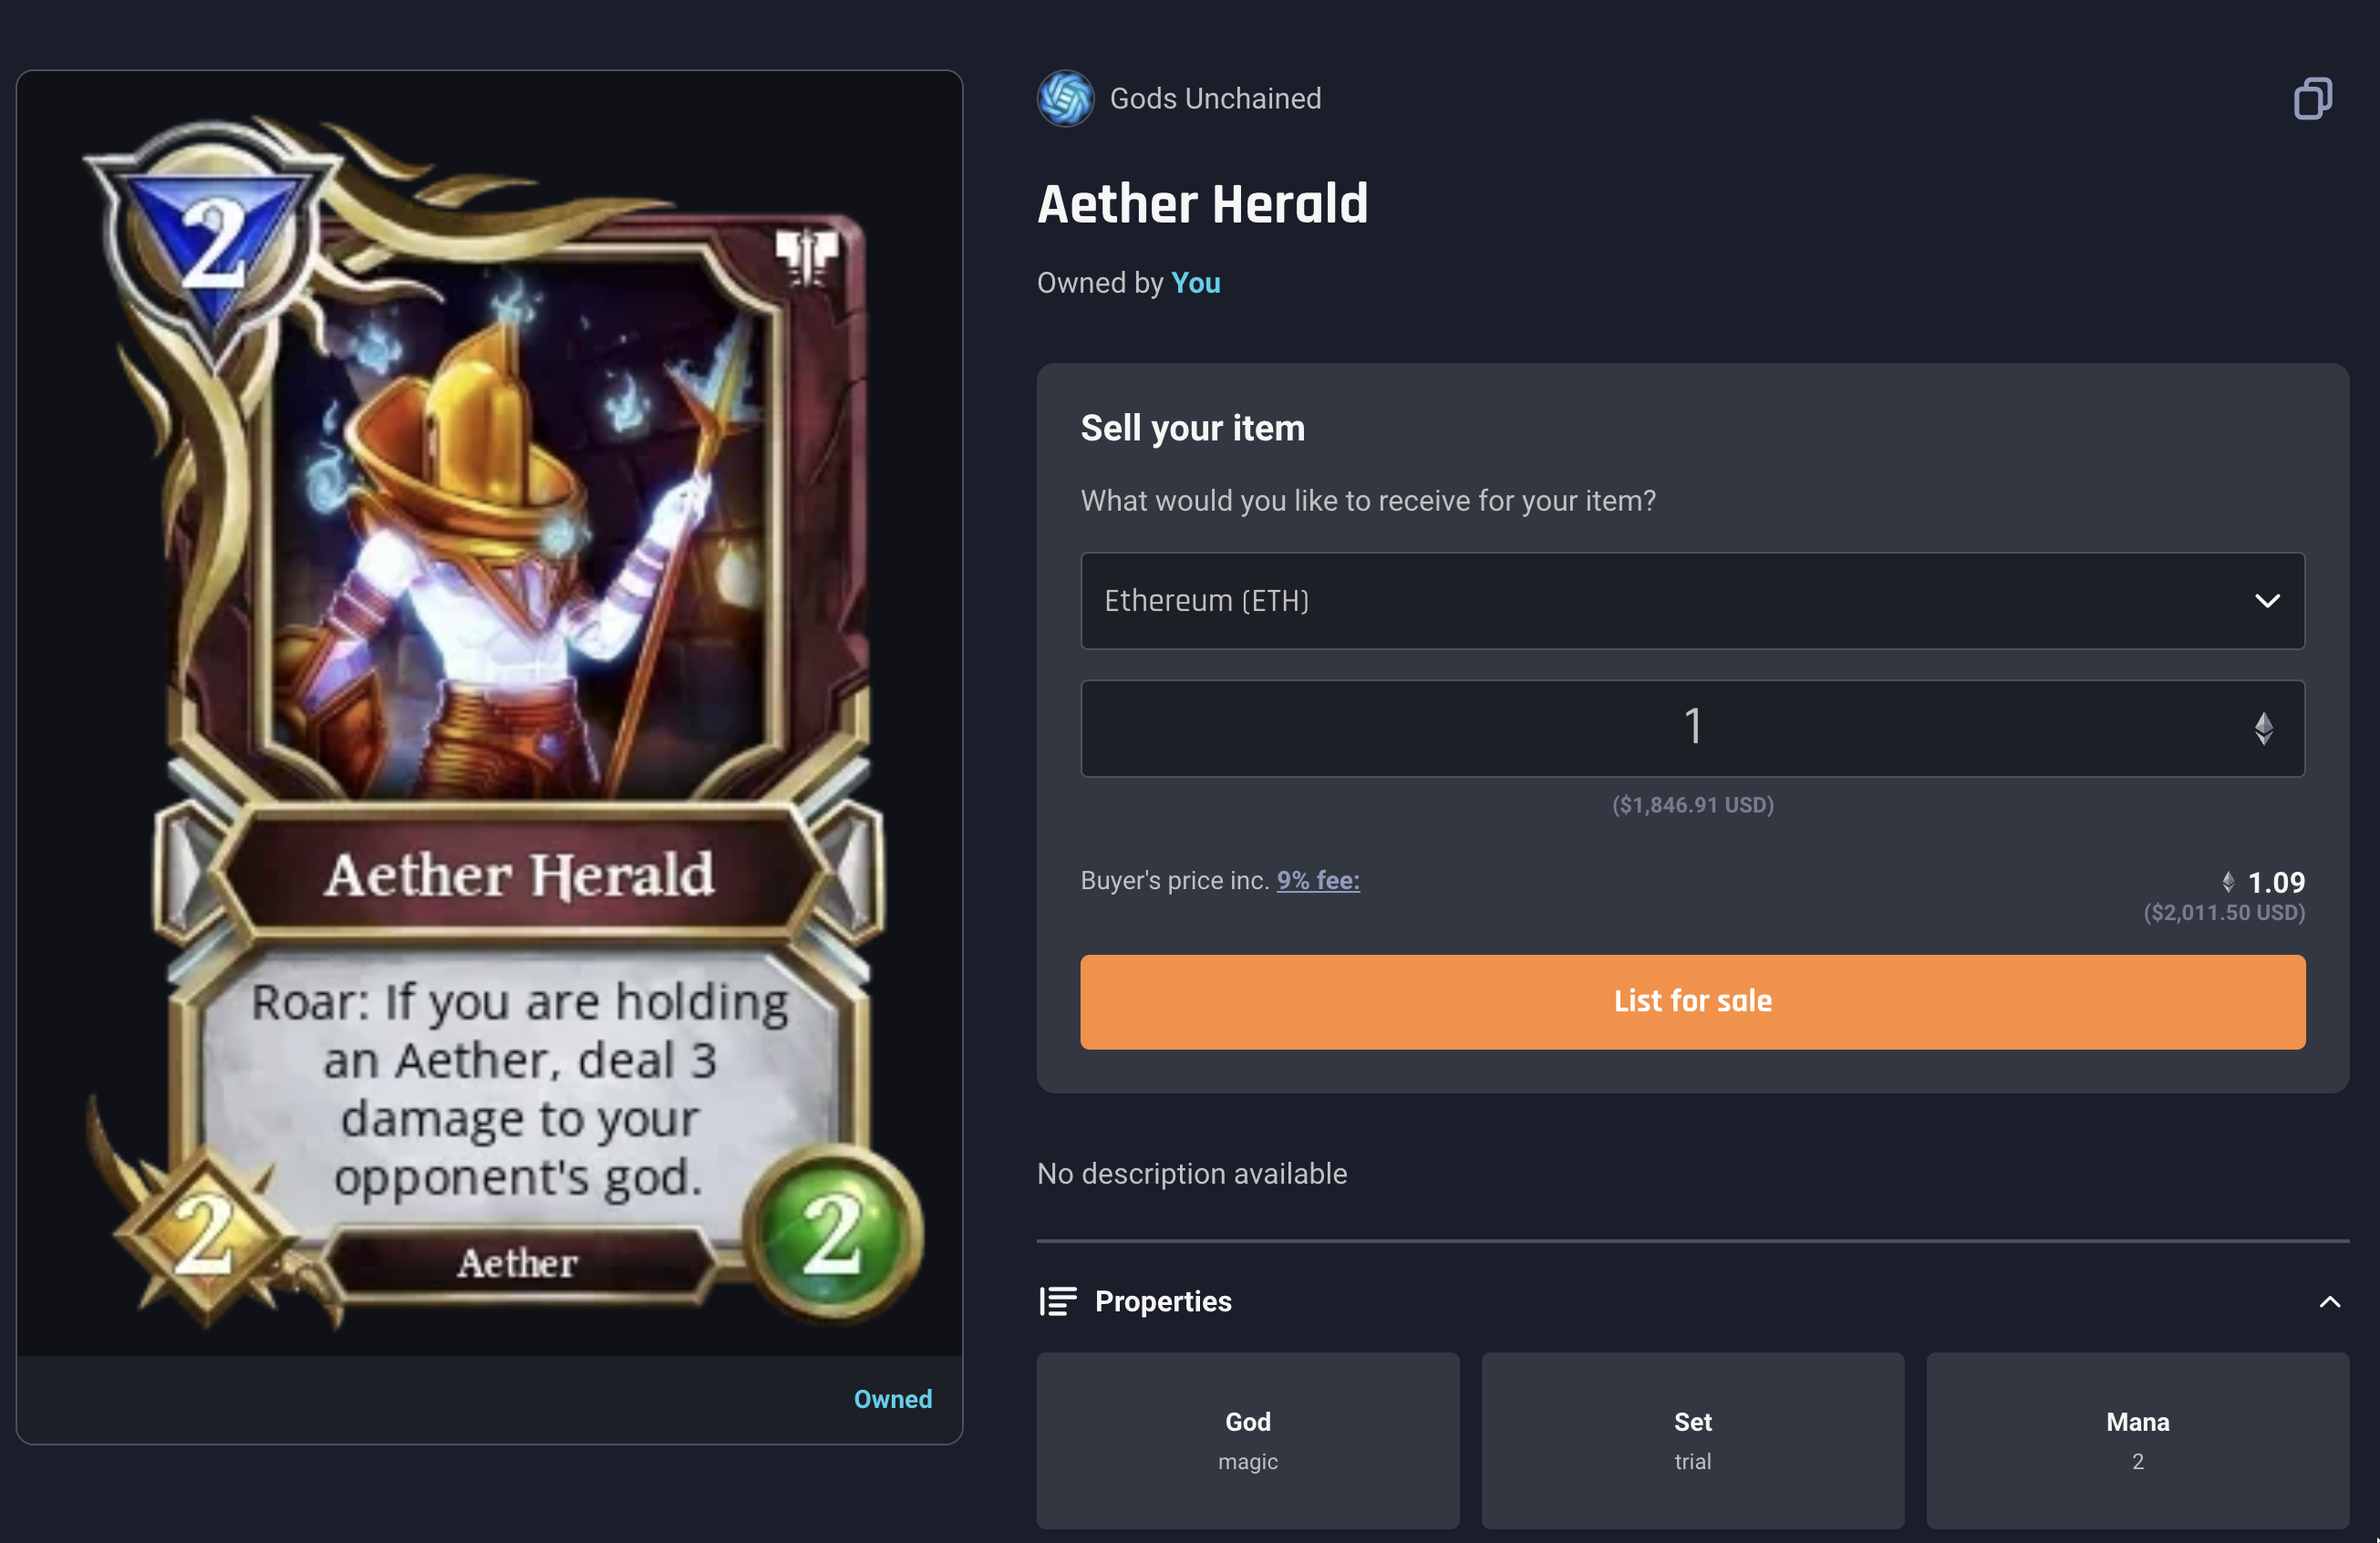 2
Aether Herald
Roar: If you are holding
an Aether, deal 3
damage to your
opponent's god.
2
Aether
2
Owned
Gods Unchained
Aether Herald
Owned by You
Sell your item
What would you like to receive for your item?
Ethereum (ETH)
1
($1,846.91 USD)
Buyer's price inc. 9% fee:
1.09
($2,011.50 USD)
List for sale
No description available
Properties
God
magic
Set
trial
Mana
2